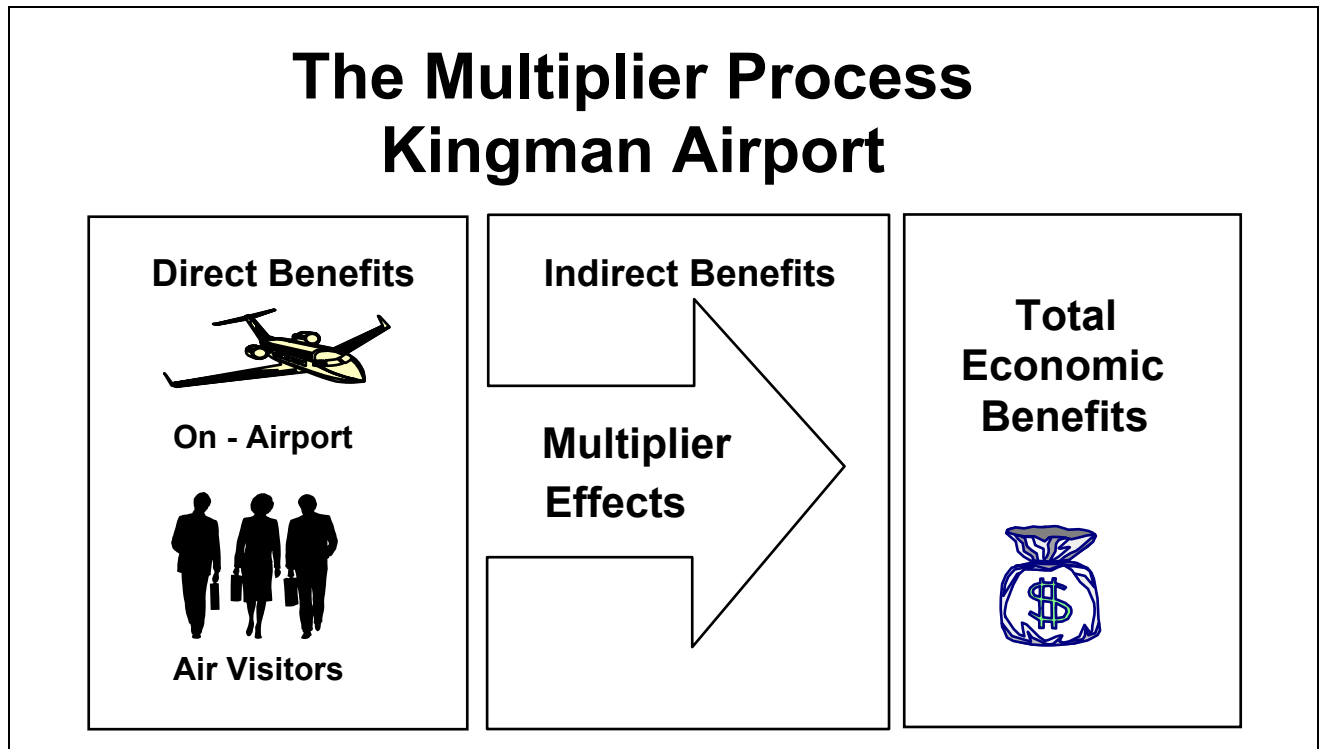 The Multiplier Process
Kingman Airport
Direct Benefits
On - Airport
Air Visitors
Indirect Benefits
Multiplier
Effects
Total
Economic
Benefits
$